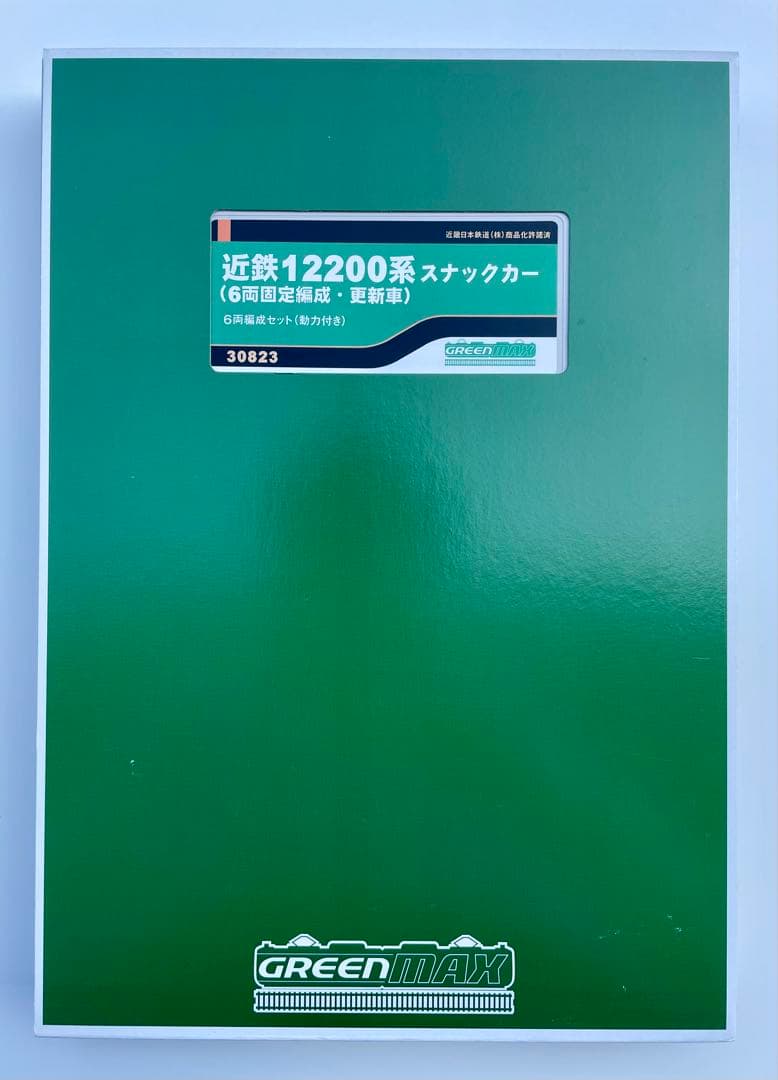 近畿日本鉄道(株)商品化許諾済
近鉄12200系 スナックカー
(6両固定編成・更新車)
6両編成セット(動力付き)
30823
GREENMAX
GREENMAX